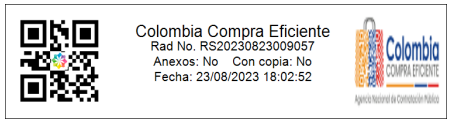 Colombia Compra Eficiente
Rad No. RS20230823009057
Anexos: No Con copia: No
Fecha: 23/08/2023 18:02:52
Colombia
COMPRA EFICIENTE
Agencia Nacional de Contratación Pública